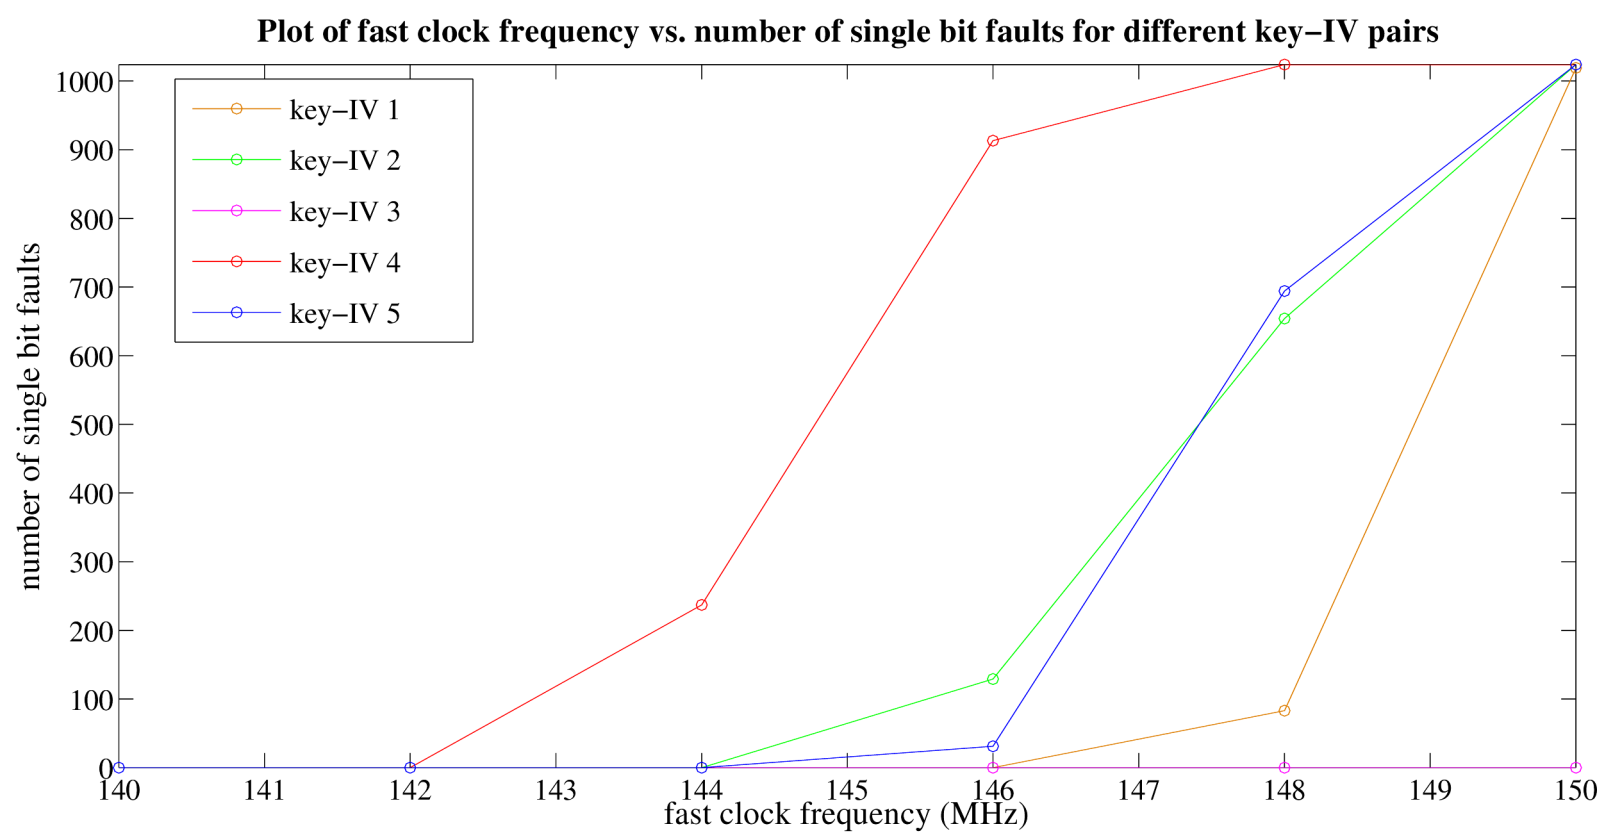 Plot of fast clock frequency vs. number of single bit faults for different key−IV pairs
number of single bit faults
1000
900
800
700
600
500
400
300
200
100
0
key−IV 1
key−IV 2
key−IV 3
key−IV 4
key−IV 5
140 141 142 143 144 145 146 147 148 149 150
fast clock frequency (MHz)